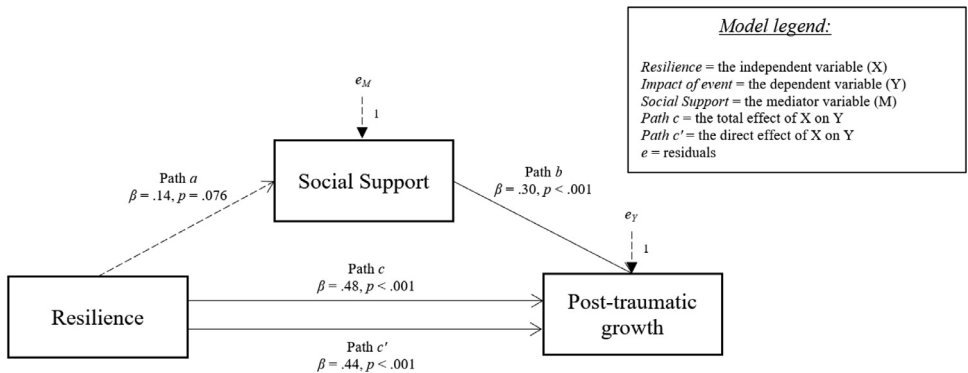 Model legend:
Resilience = the independent variable (X)
Impact of event = the dependent variable (Y)
Social Support = the mediator variable (M)
Path c = the total effect of X on Y
Path c' = the direct effect of X on Y
e = residuals
eM
1
Social Support
Path a
β = .14, p = .076
Path b
β = .30, p < .001
eY
1
Resilience
Path c
β = .48, p < .001
Post-traumatic
growth
Path c'
β = .44, p < .001